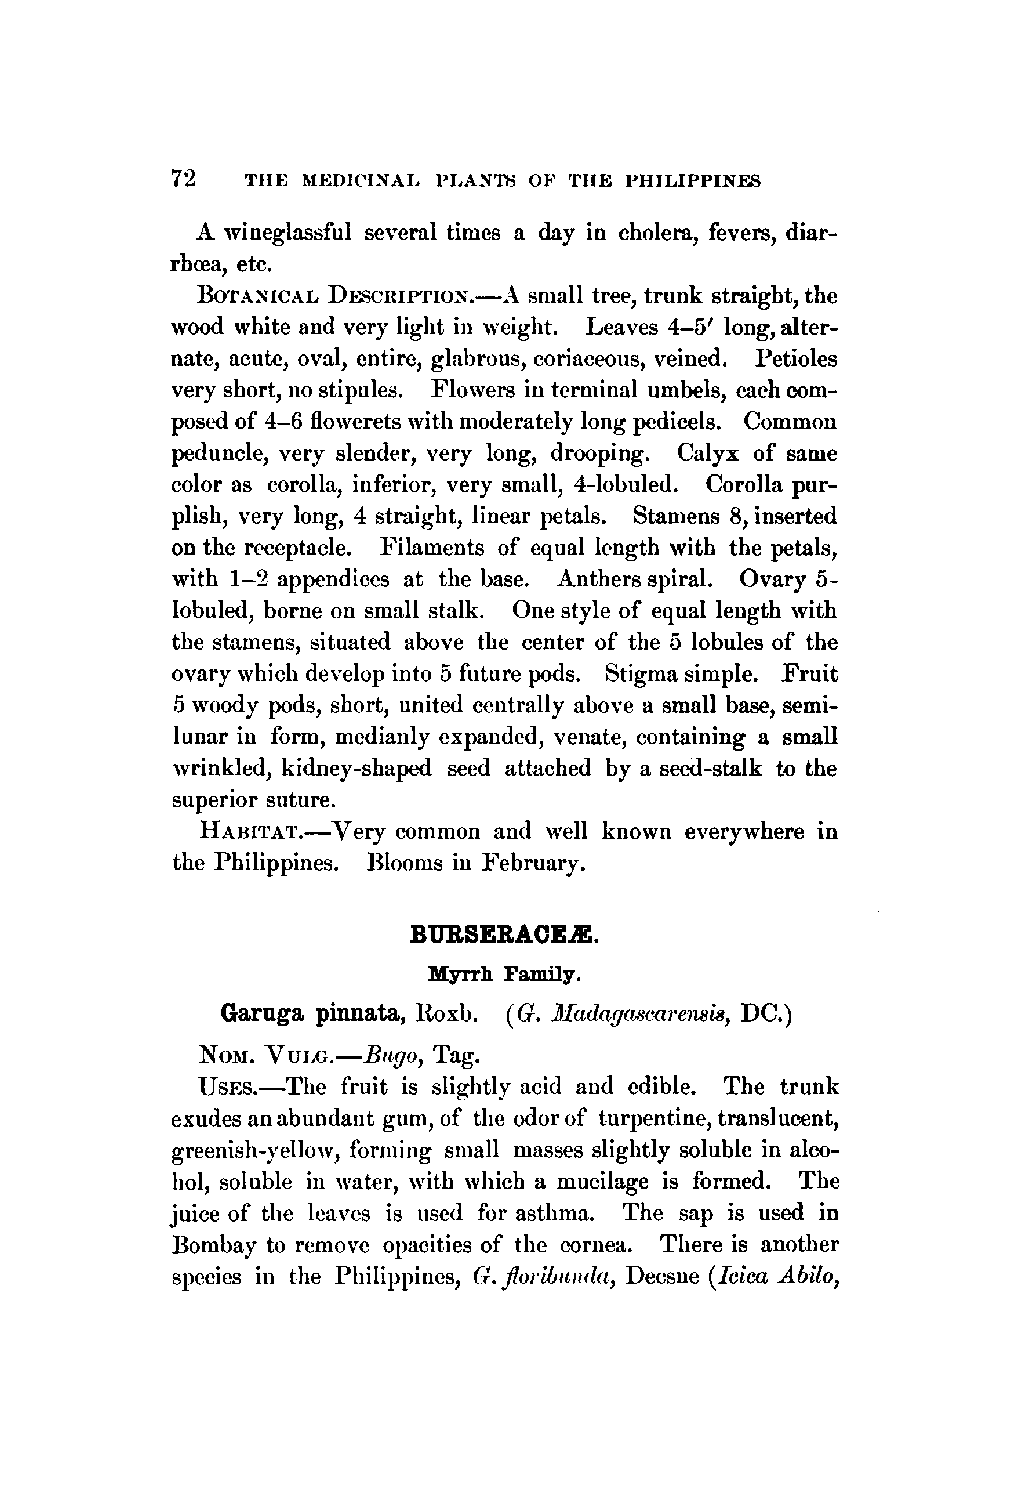 72 THE MEDICINAL PLANTS OF THE PHILIPPINES
A wineglassful several times a day in cholera, fevers, diar-
rhœa, etc.
BOTANICAL DESCRIPTION.—A small tree, trunk straight, the
wood white and very light in weight. Leaves 4–5′ long, alter-
nate, acute, oval, entire, glabrous, coriaceous, veined. Petioles
very short, no stipules. Flowers in terminal umbels, each com-
posed of 4–6 flowerets with moderately long pedicels. Common
peduncle, very slender, very long, drooping. Calyx of same
color as corolla, inferior, very small, 4-lobuled. Corolla pur-
plish, very long, 4 straight, linear petals. Stamens 8, inserted
on the receptacle. Filaments of equal length with the petals,
with 1–2 appendices at the base. Anthers spiral. Ovary 5-
lobuled, borne on small stalk. One style of equal length with
the stamens, situated above the center of the 5 lobules of the
ovary which develop into 5 future pods. Stigma simple. Fruit
5 woody pods, short, united centrally above a small base, semi-
lunar in form, medianly expanded, venate, containing a small
wrinkled, kidney-shaped seed attached by a seed-stalk to the
superior suture.
HABITAT.—Very common and well known everywhere in
the Philippines. Blooms in February.
BURSERACEÆ.
Myrrh Family.
Garuga pinnata, Roxb. (G. Madagascarensis, DC.)
NOM. VULG.—Bugo, Tag.
USES.—The fruit is slightly acid and edible. The trunk
exudes an abundant gum, of the odor of turpentine, translucent,
greenish-yellow, forming small masses slightly soluble in alco-
hol, soluble in water, with which a mucilage is formed. The
juice of the leaves is used for asthma. The sap is used in
Bombay to remove opacities of the cornea. There is another
species in the Philippines, G. floribunda, Decsne (Icica Abilo,